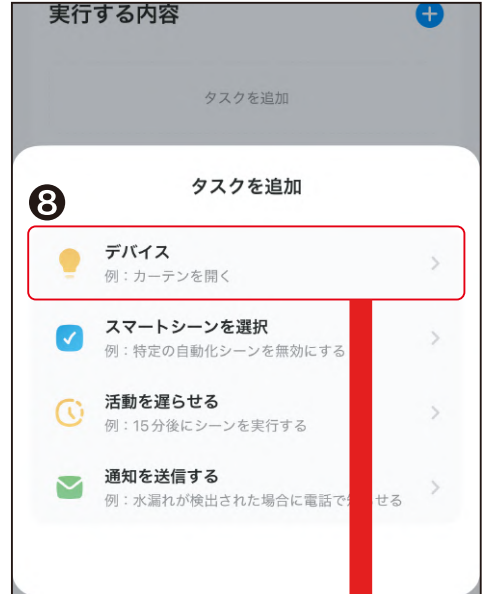 実行する内容
タスクを追加
タスクを追加
❽
デバイス
例：カーテンを開く
スマートシーンを選択
例：特定の自動化シーンを無効にする
活動を遅らせる
例：15分後にシーンを実行する
通知を送信する
例：水漏れが検出された場合に電話で せる